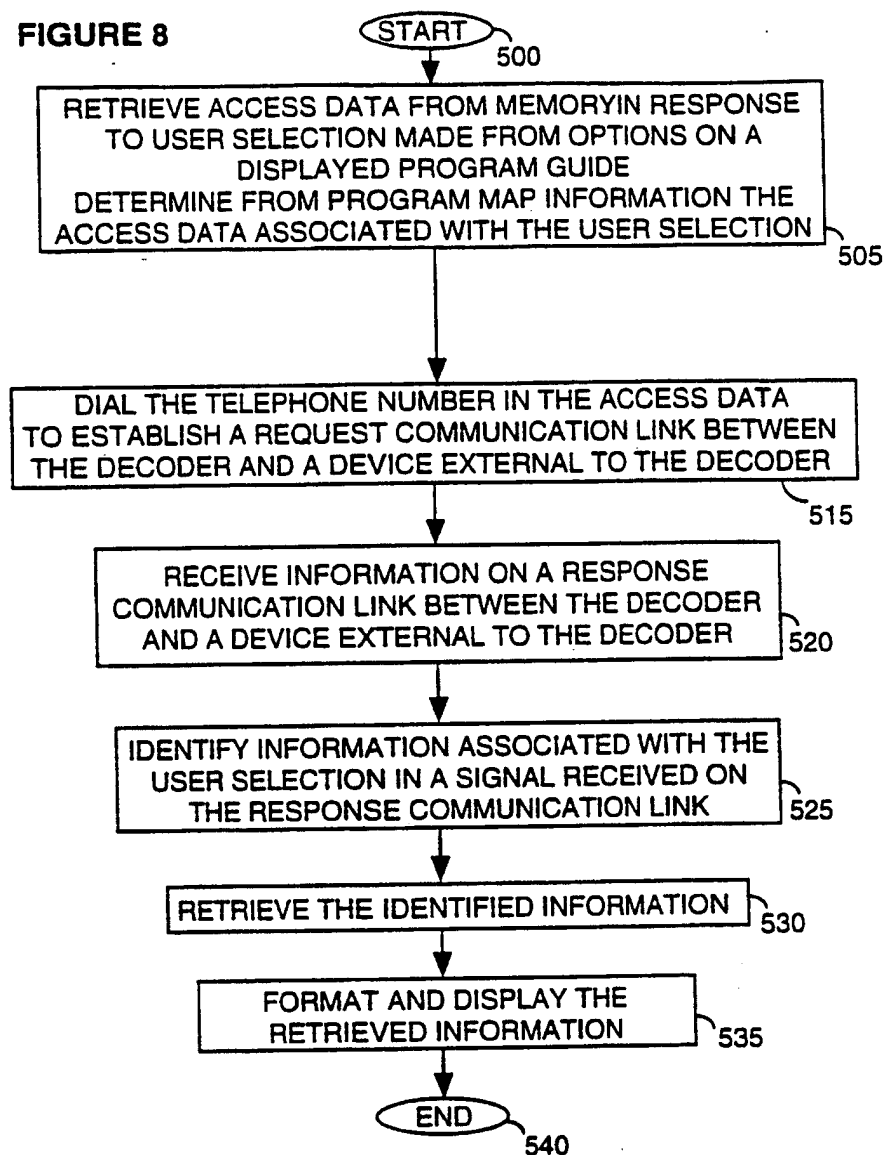 FIGURE 8
START
500
RETRIEVE ACCESS DATA FROM MEMORYIN RESPONSE
TO USER SELECTION MADE FROM OPTIONS ON A
DISPLAYED PROGRAM GUIDE
DETERMINE FROM PROGRAM MAP INFORMATION THE
ACCESS DATA ASSOCIATED WITH THE USER SELECTION
505
DIAL THE TELEPHONE NUMBER IN THE ACCESS DATA
TO ESTABLISH A REQUEST COMMUNICATION LINK BETWEEN
THE DECODER AND A DEVICE EXTERNAL TO THE DECODER
515
RECEIVE INFORMATION ON A RESPONSE
COMMUNICATION LINK BETWEEN THE DECODER
AND A DEVICE EXTERNAL TO THE DECODER
520
IDENTIFY INFORMATION ASSOCIATED WITH THE
USER SELECTION IN A SIGNAL RECEIVED ON
THE RESPONSE COMMUNICATION LINK
525
RETRIEVE THE IDENTIFIED INFORMATION
530
FORMAT AND DISPLAY THE
RETRIEVED INFORMATION
535
END
540